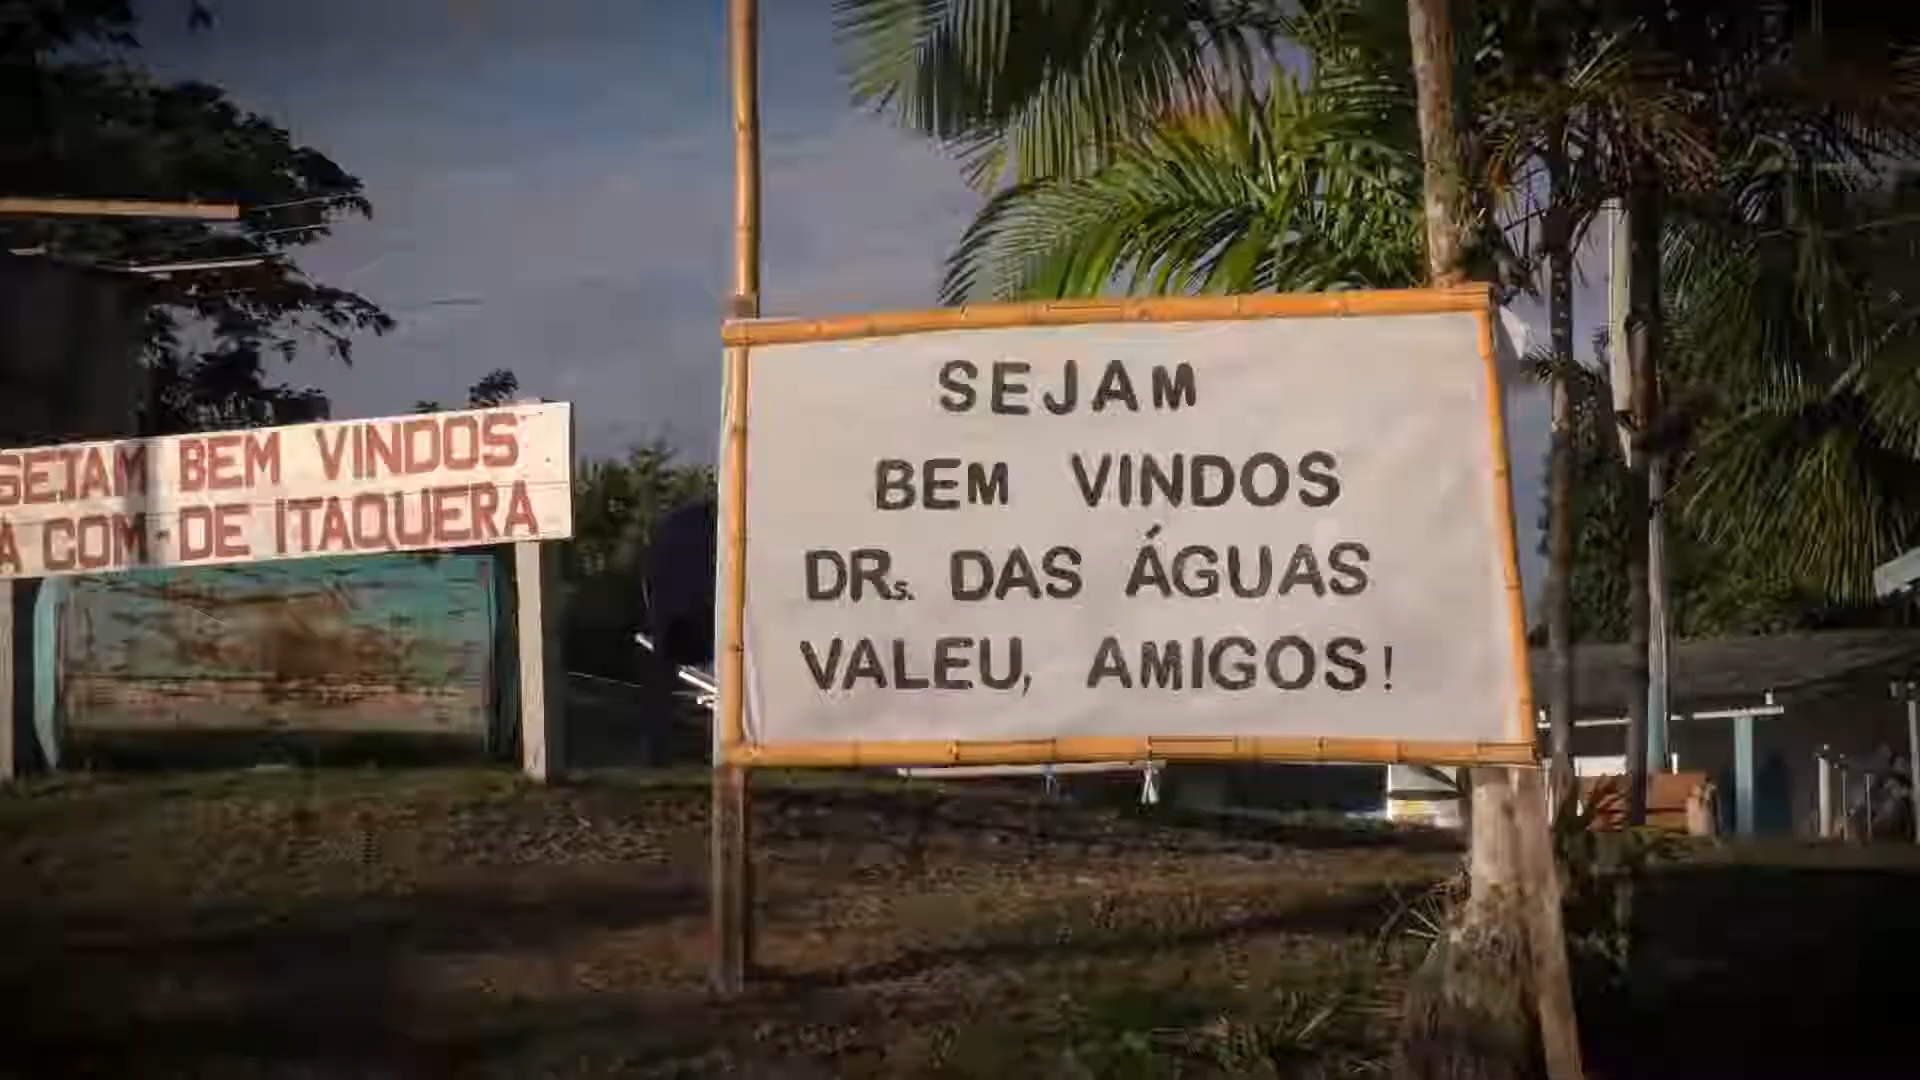 SEJAM BEM VINDOS
A COM-DE ITAQUERA
SEJAM
BEM VINDOS
DRs. DAS ÁGUAS
VALEU, AMIGOS!